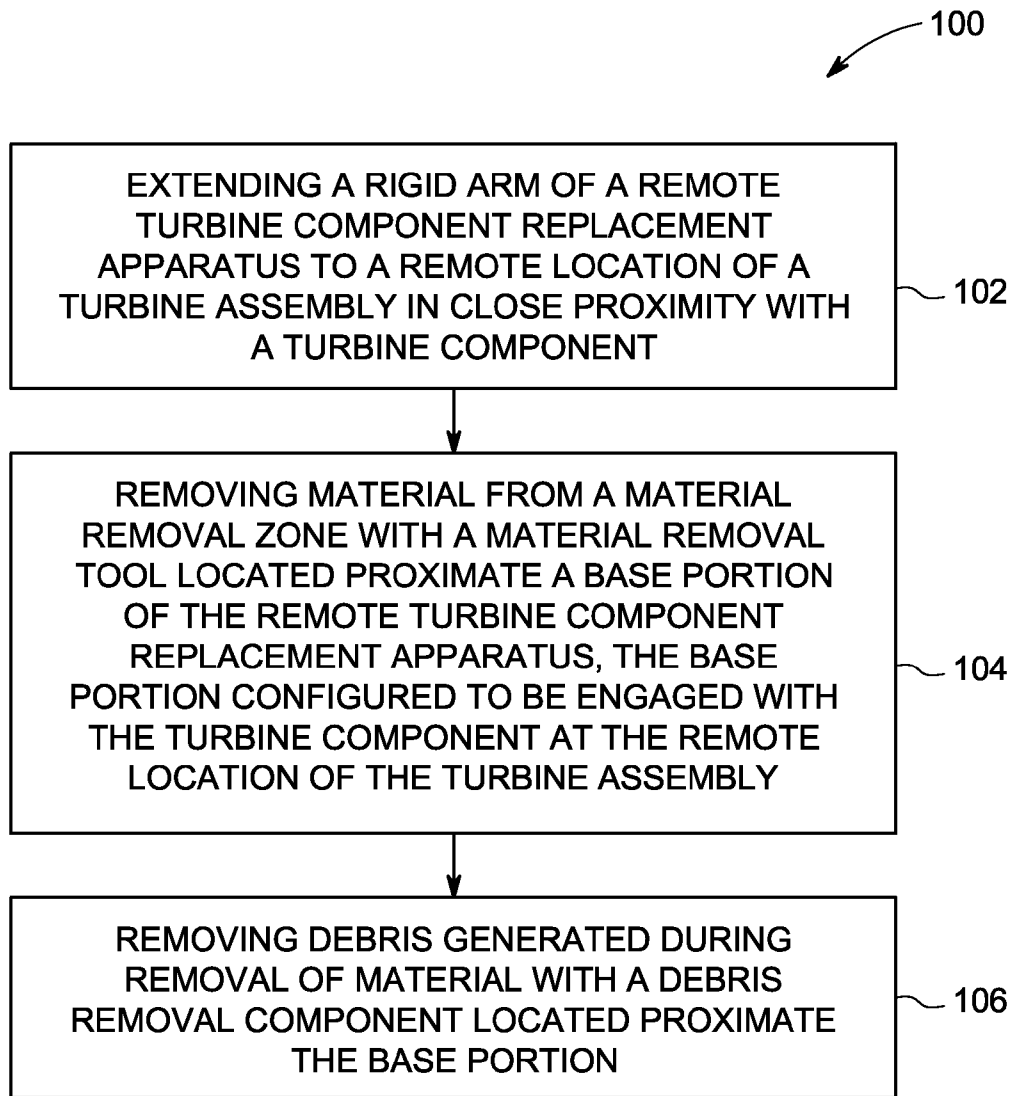 100
EXTENDING A RIGID ARM OF A REMOTE
TURBINE COMPONENT REPLACEMENT
APPARATUS TO A REMOTE LOCATION OF A
TURBINE ASSEMBLY IN CLOSE PROXIMITY WITH
A TURBINE COMPONENT
102
REMOVING MATERIAL FROM A MATERIAL
REMOVAL ZONE WITH A MATERIAL REMOVAL
TOOL LOCATED PROXIMATE A BASE PORTION
OF THE REMOTE TURBINE COMPONENT
REPLACEMENT APPARATUS, THE BASE
PORTION CONFIGURED TO BE ENGAGED WITH
THE TURBINE COMPONENT AT THE REMOTE
LOCATION OF THE TURBINE ASSEMBLY
104
REMOVING DEBRIS GENERATED DURING
REMOVAL OF MATERIAL WITH A DEBRIS
REMOVAL COMPONENT LOCATED PROXIMATE
THE BASE PORTION
106